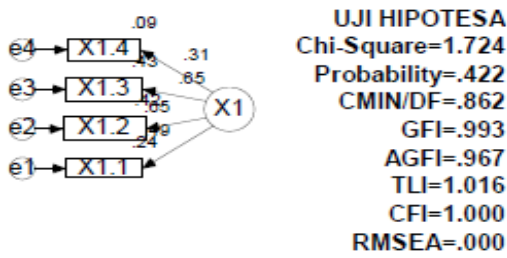 UJI HIPOTESA
Chi-Square=1.724
Probability=.422
CMIN/DF=.862
GFI=.993
AGFI=.967
TLI=1.016
CFI=1.000
RMSEA=.000
.09
e4 X1.4
.31
.43
.65
e3 X1.3
X1
.65
e2 X1.2
.24
e1 X1.1